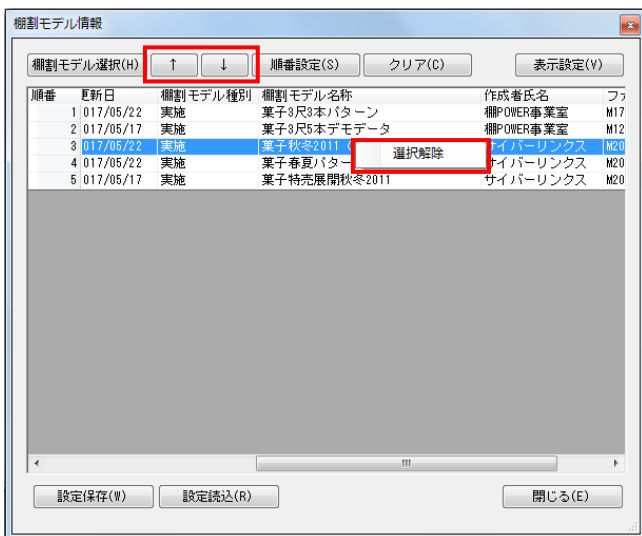 棚割モデル情報
棚割モデル選択(H) ↑ ↓ 順番設定(S) クリア(C) 表示設定(V)
順番 更新日 棚割モデル種別 棚割モデル名称 作成者氏名
1 017/05/22 実施 菓子3尺3本パターン 棚POWER事業室 M17
2 017/05/17 実施 菓子3尺5本デモデータ 棚POWER事業室 M12
3 017/05/22 実施 菓子秋冬2011 選択解除 サイバーリンクス M20
4 017/05/22 実施 菓子春夏パター サイバーリンクス M20
5 017/05/17 実施 菓子特売展開秋冬2011 サイバーリンクス M20
設定保存(W) 設定読込(R) 閉じる(E)